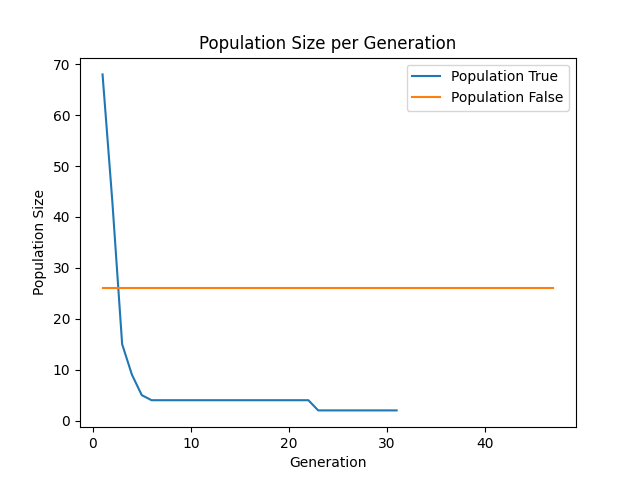 Population Size per Generation
Population True
Population False
Population Size
70
60
50
40
30
20
10
0
0 10 20 30 40
Generation